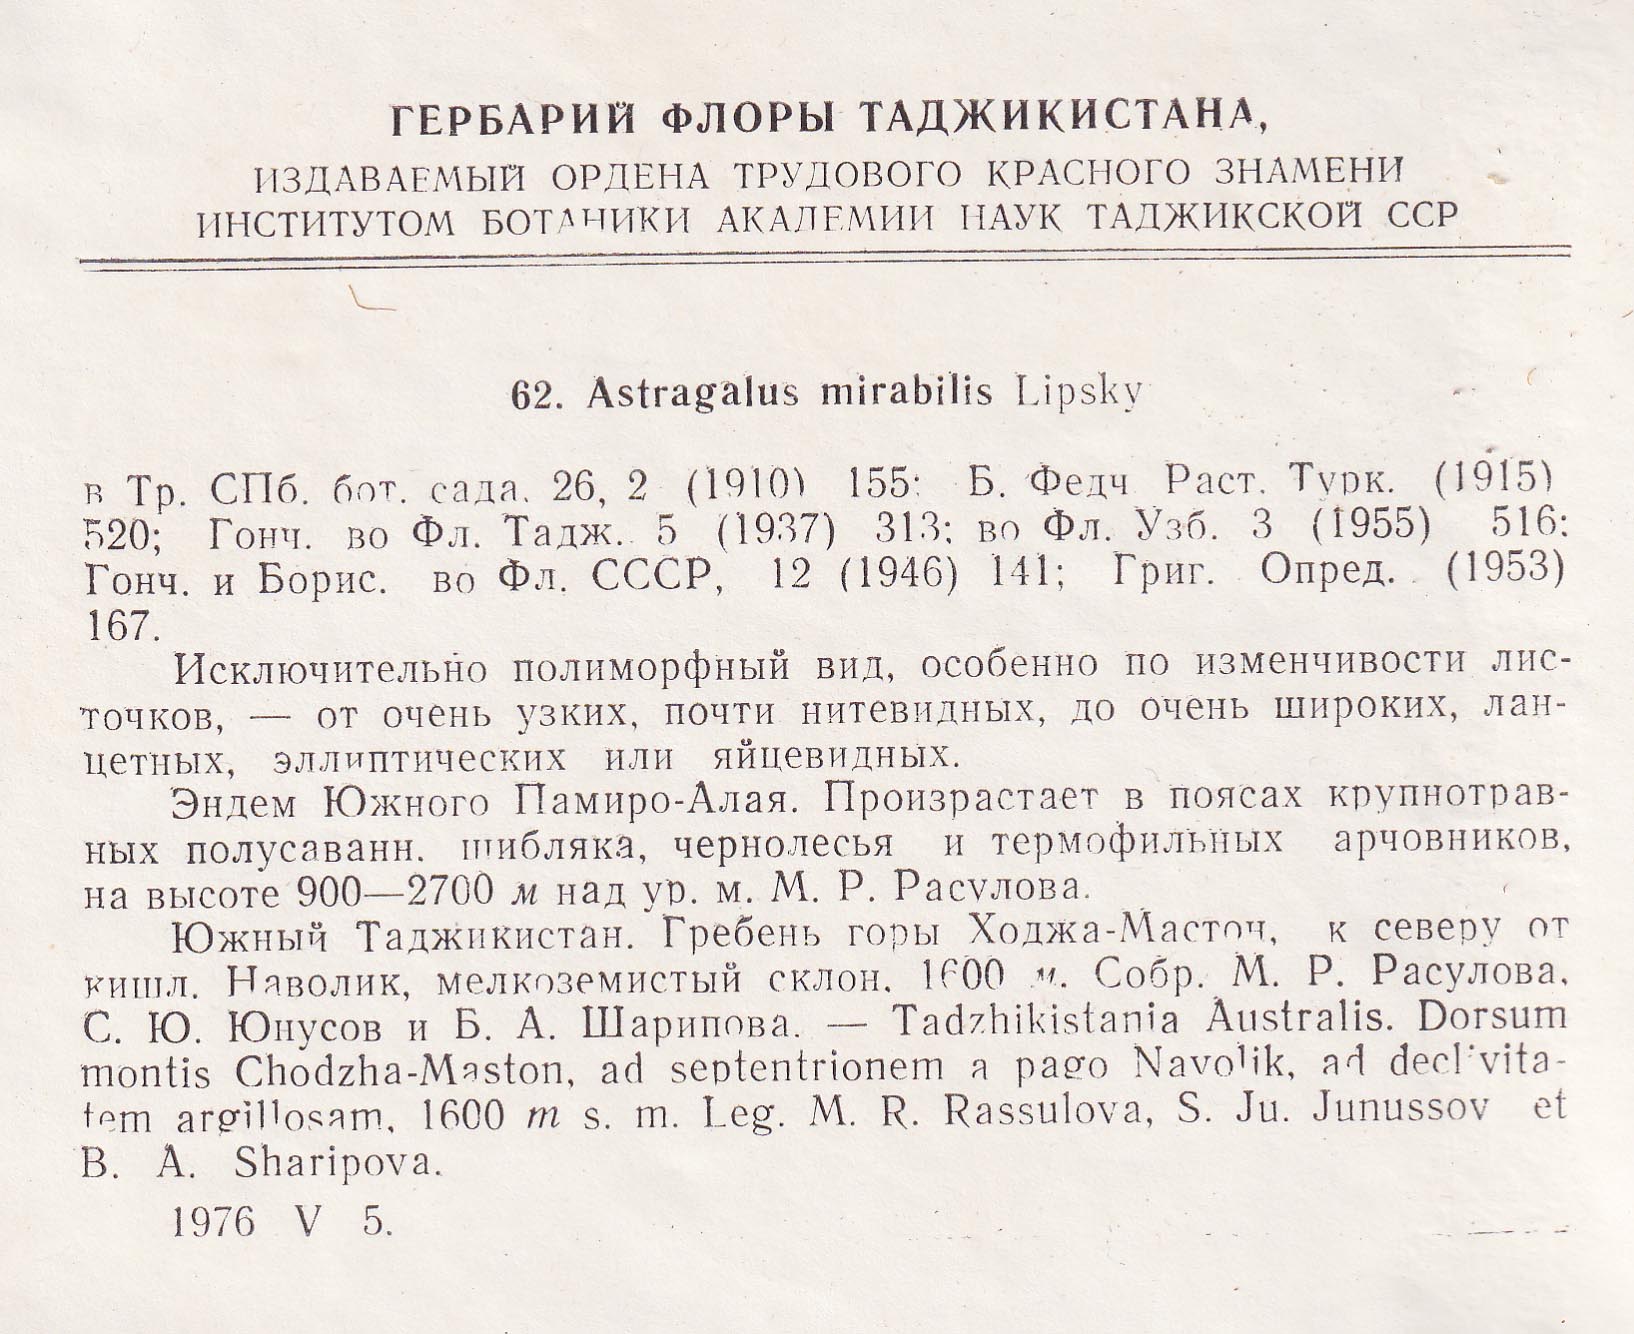 ГЕРБАРИЙ ФЛОРЫ ТАДЖИКИСТАНА,
ИЗДАВАЕМЫЙ ОРДЕНА ТРУДОВОГО КРАСНОГО ЗНАМЕНИ
ИНСТИТУТОМ БОТАНИКИ АКАДЕМИИ НАУК ТАДЖИКСКОЙ ССР
62. Astragalus mirabilis Lipsky
в Тр. СПб. бот. сада. 26, 2 (1910) 155; Б. Федч. Раст. Турк. (1915)
520; Гонч. во Фл. Тадж. 5 (1937) 313; во Фл. Узб. 3 (1955) 516;
Гонч. и Борис. во Фл. СССР, 12 (1946) 141; Григ. Опред. (1953)
167.
Исключительно полиморфный вид, особенно по изменчивости лис-
точков, — от очень узких, почти нитевидных, до очень широких, лан-
цетных, эллиптических или яйцевидных.
Эндем Южного Памиро-Алая. Произрастает в поясах крупнотрав-
ных полусаванн, шибляка, чернолесья и термофильных арчовников,
на высоте 900—2700 м над ур. м. М. Р. Расулова.
Южный Таджикистан. Гребень горы Ходжа-Мастон, к северу от
кишл. Наволик, мелкоземистый склон, 1600 м. Собр. М. Р. Расулова,
С. Ю. Юнусов и Б. А. Шарипова. — Tadzhikistania Australis. Dorsum
montis Chodzha-Maston, ad septentrionem a pago Navolik, ad declivita-
tem argillosam, 1600 m s. m. Leg. M. R. Rassulova, S. Ju. Junussov et
B. A. Sharipova.
1976 V 5.